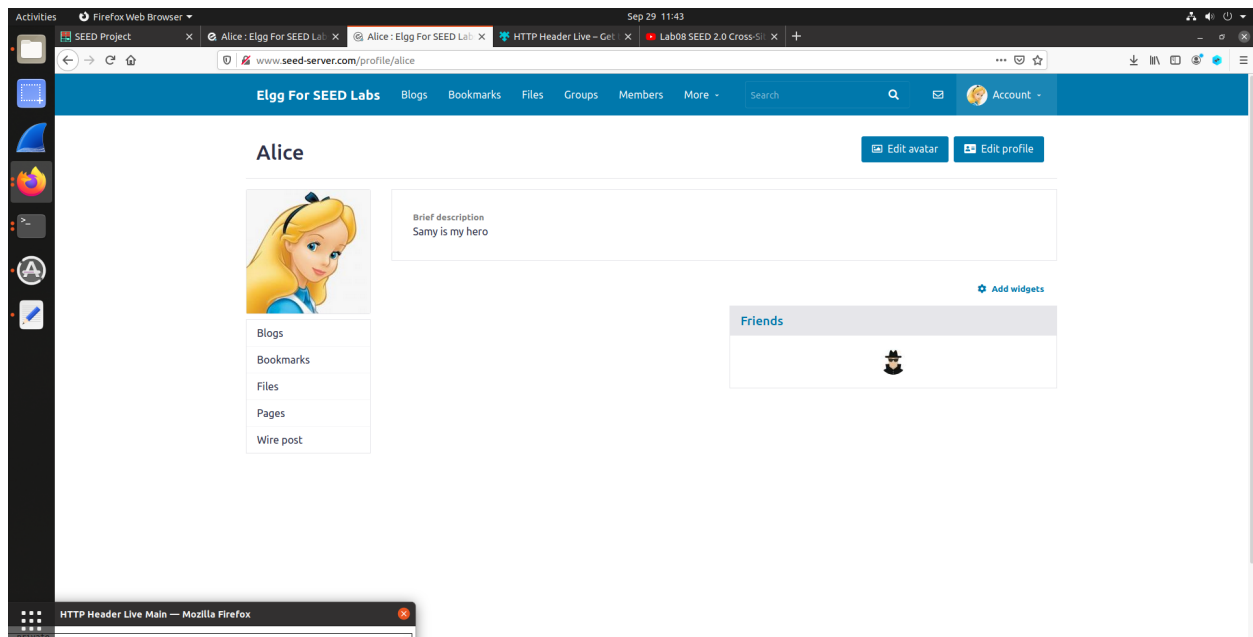 Activities Firefox Web Browser Sep 29 11:43
SEED Project Alice : Elgg For SEED Lab Alice : Elgg For SEED Lab HTTP Header Live – Get Lab08 SEED 2.0 Cross-Sit
www.seed-server.com/profile/alice
Elgg For SEED Labs Blogs Bookmarks Files Groups Members More Search Account
Alice Edit avatar Edit profile
Brief description
Samy is my hero
Add widgets
Friends
Blogs
Bookmarks
Files
Pages
Wire post
HTTP Header Live Main — Mozilla Firefox